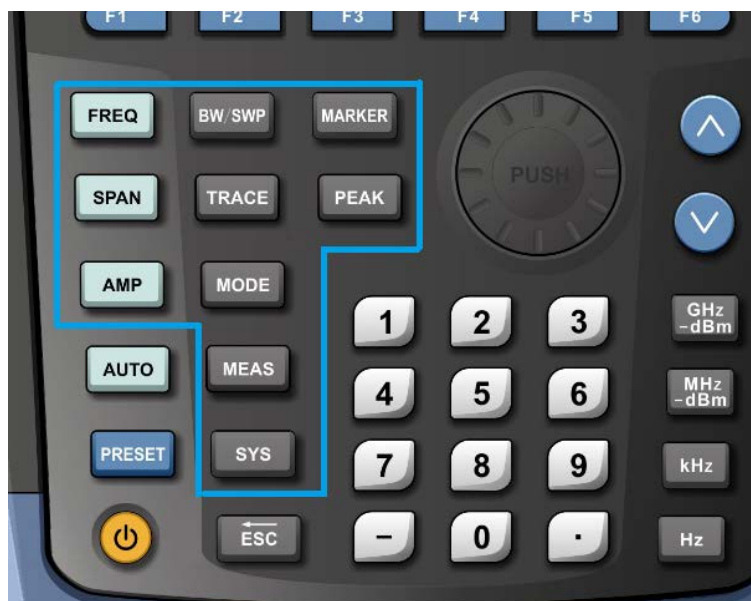 F1 F2 F3 F4 F5 F6
FREQ BW/SWP MARKER
PUSH
SPAN TRACE PEAK
AMP MODE
1 2 3 GHz
-dBm
AUTO MEAS
4 5 6 MHz
-dBm
PRESET SYS 7 8 9 kHz
ESC - 0 . Hz